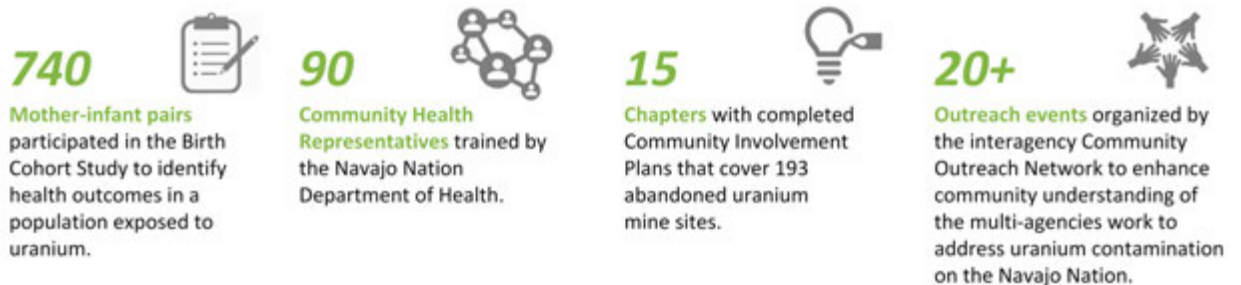 740
Mother-infant pairs
participated in the Birth
Cohort Study to identify
health outcomes in a
population exposed to
uranium.
90
Community Health
Representatives trained by
the Navajo Nation
Department of Health.
15
Chapters with completed
Community Involvement
Plans that cover 193
abandoned uranium
mine sites.
20+
Outreach events organized by
the interagency Community
Outreach Network to enhance
community understanding of
the multi-agencies work to
address uranium contamination
on the Navajo Nation.